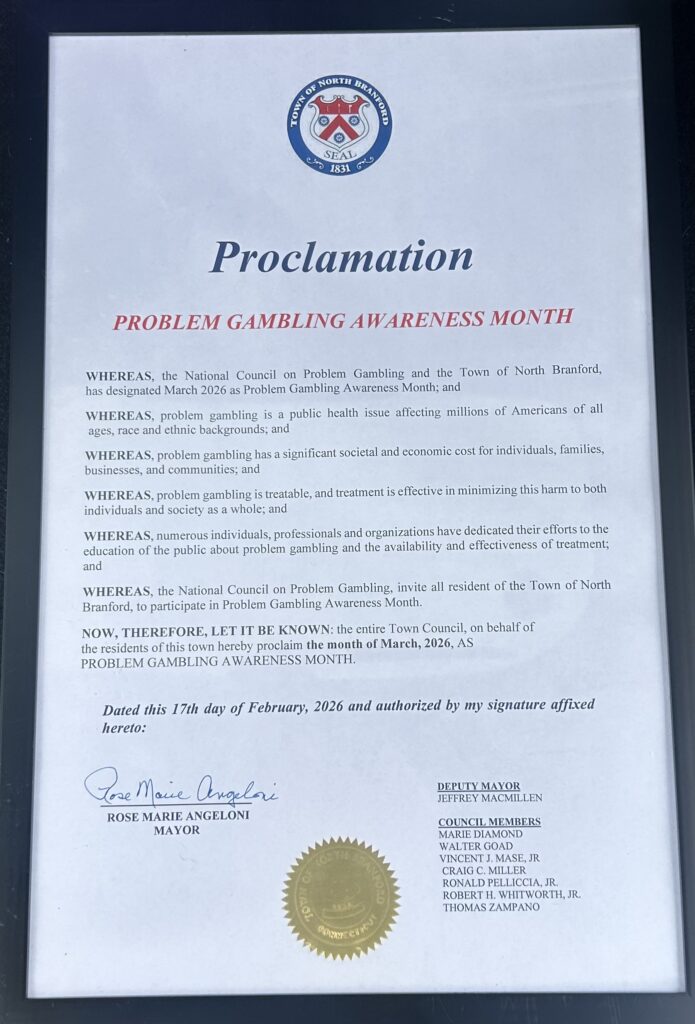 TOWN OF NORTH BRANFORD
SEAL
1831
Proclamation
PROBLEM GAMBLING AWARENESS MONTH
WHEREAS, the National Council on Problem Gambling and the Town of North Branford,
has designated March 2026 as Problem Gambling Awareness Month; and
WHEREAS, problem gambling is a public health issue affecting millions of Americans of all
ages, race and ethnic backgrounds; and
WHEREAS, problem gambling has a significant societal and economic cost for individuals, families,
businesses, and communities; and
WHEREAS, problem gambling is treatable, and treatment is effective in minimizing this harm to both
individuals and society as a whole; and
WHEREAS, numerous individuals, professionals and organizations have dedicated their efforts to the
education of the public about problem gambling and the availability and effectiveness of treatment;
and
WHEREAS, the National Council on Problem Gambling, invite all resident of the Town of North
Branford, to participate in Problem Gambling Awareness Month.
NOW, THEREFORE, LET IT BE KNOWN: the entire Town Council, on behalf of
the residents of this town hereby proclaim the month of March, 2026, AS
PROBLEM GAMBLING AWARENESS MONTH.
Dated this 17th day of February, 2026 and authorized by my signature affixed
hereto:
Rose Marie Angeloni
ROSE MARIE ANGELONI
MAYOR
DEPUTY MAYOR
JEFFREY MACMILLEN
COUNCIL MEMBERS
MARIE DIAMOND
WALTER GOAD
VINCENT J. MASE, JR
CRAIG C. MILLER
RONALD PELLICCIA, JR.
ROBERT H. WHITWORTH, JR.
THOMAS ZAMPANO
TOWN OF NORTH BRANFORD
CONNECTICUT